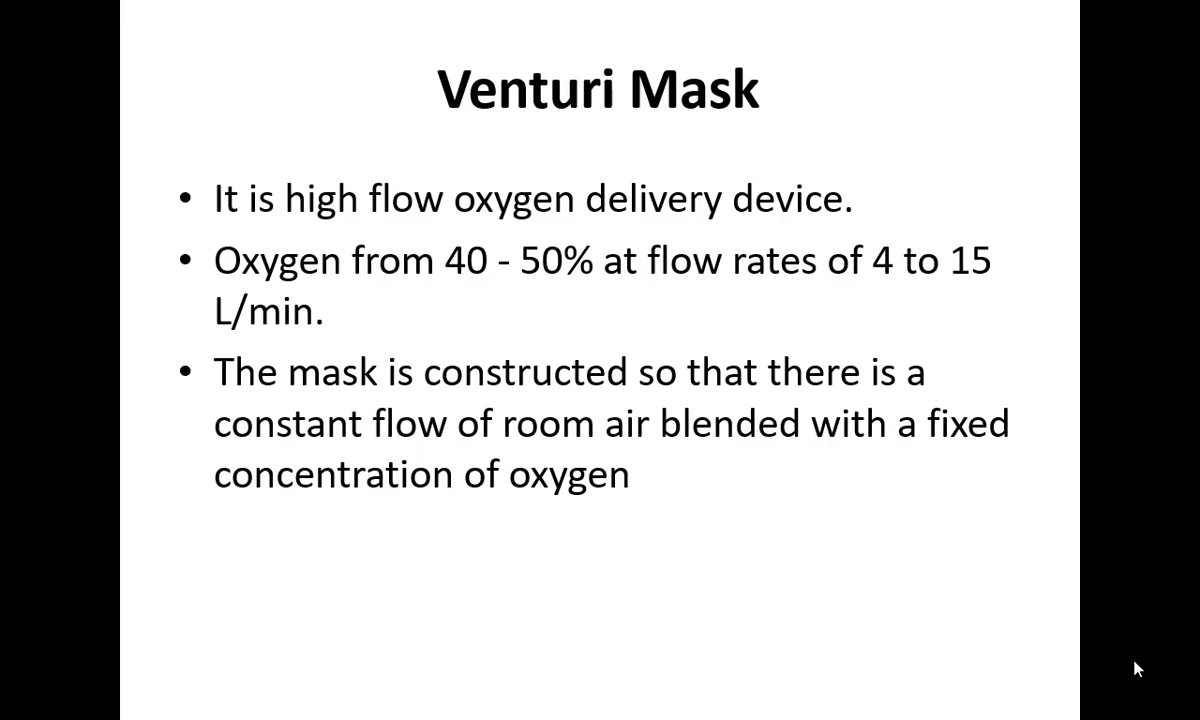 Venturi Mask
• It is high flow oxygen delivery device.
• Oxygen from 40 - 50% at flow rates of 4 to 15
L/min.
• The mask is constructed so that there is a
constant flow of room air blended with a fixed
concentration of oxygen